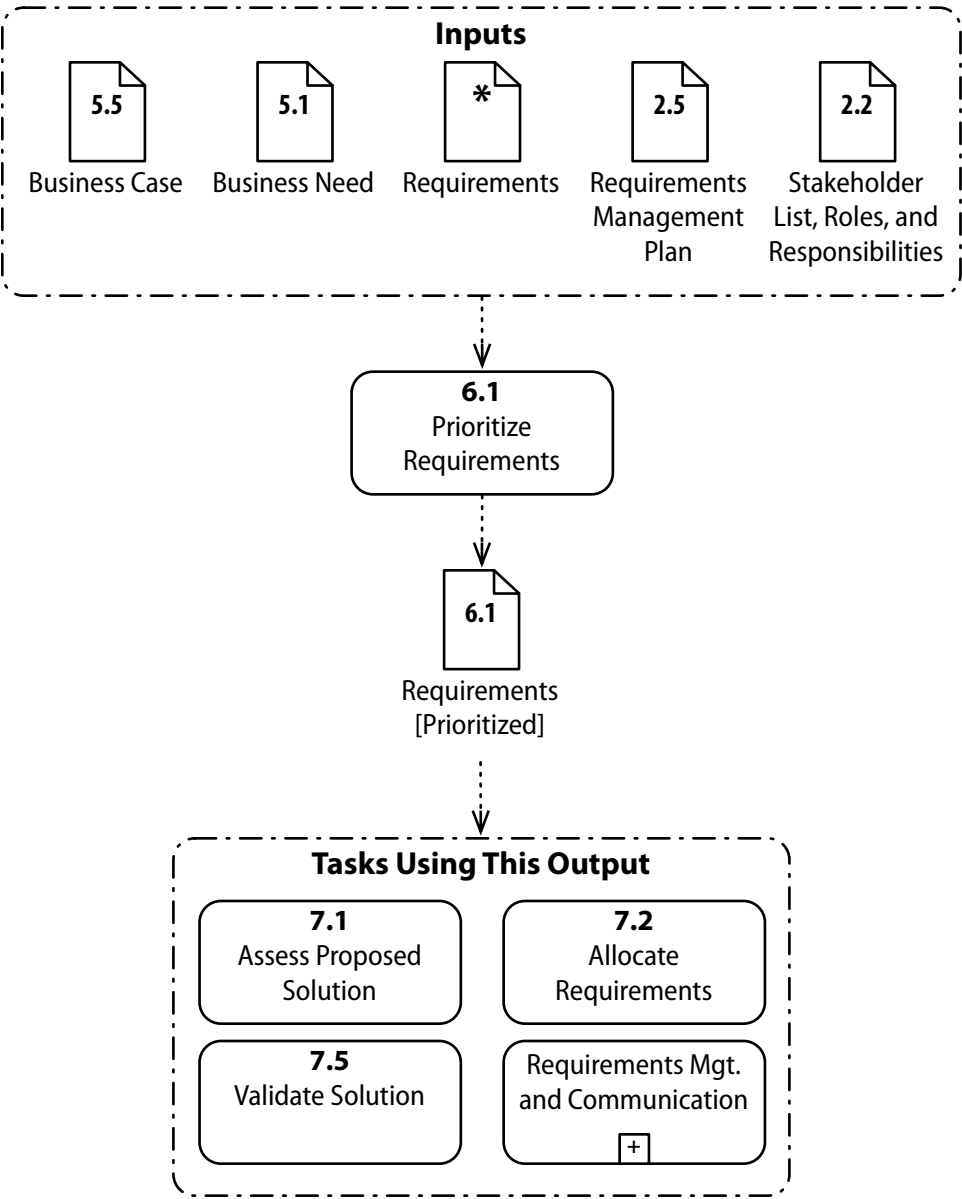 Inputs
5.5
5.1
*
2.5
2.2
Business Case
Business Need
Requirements
Requirements
Management
Plan
Stakeholder
List, Roles, and
Responsibilities
6.1
Prioritize
Requirements
6.1
Requirements
[Prioritized]
Tasks Using This Output
7.1
Assess Proposed
Solution
7.2
Allocate
Requirements
7.5
Validate Solution
Requirements Mgt.
and Communication
+